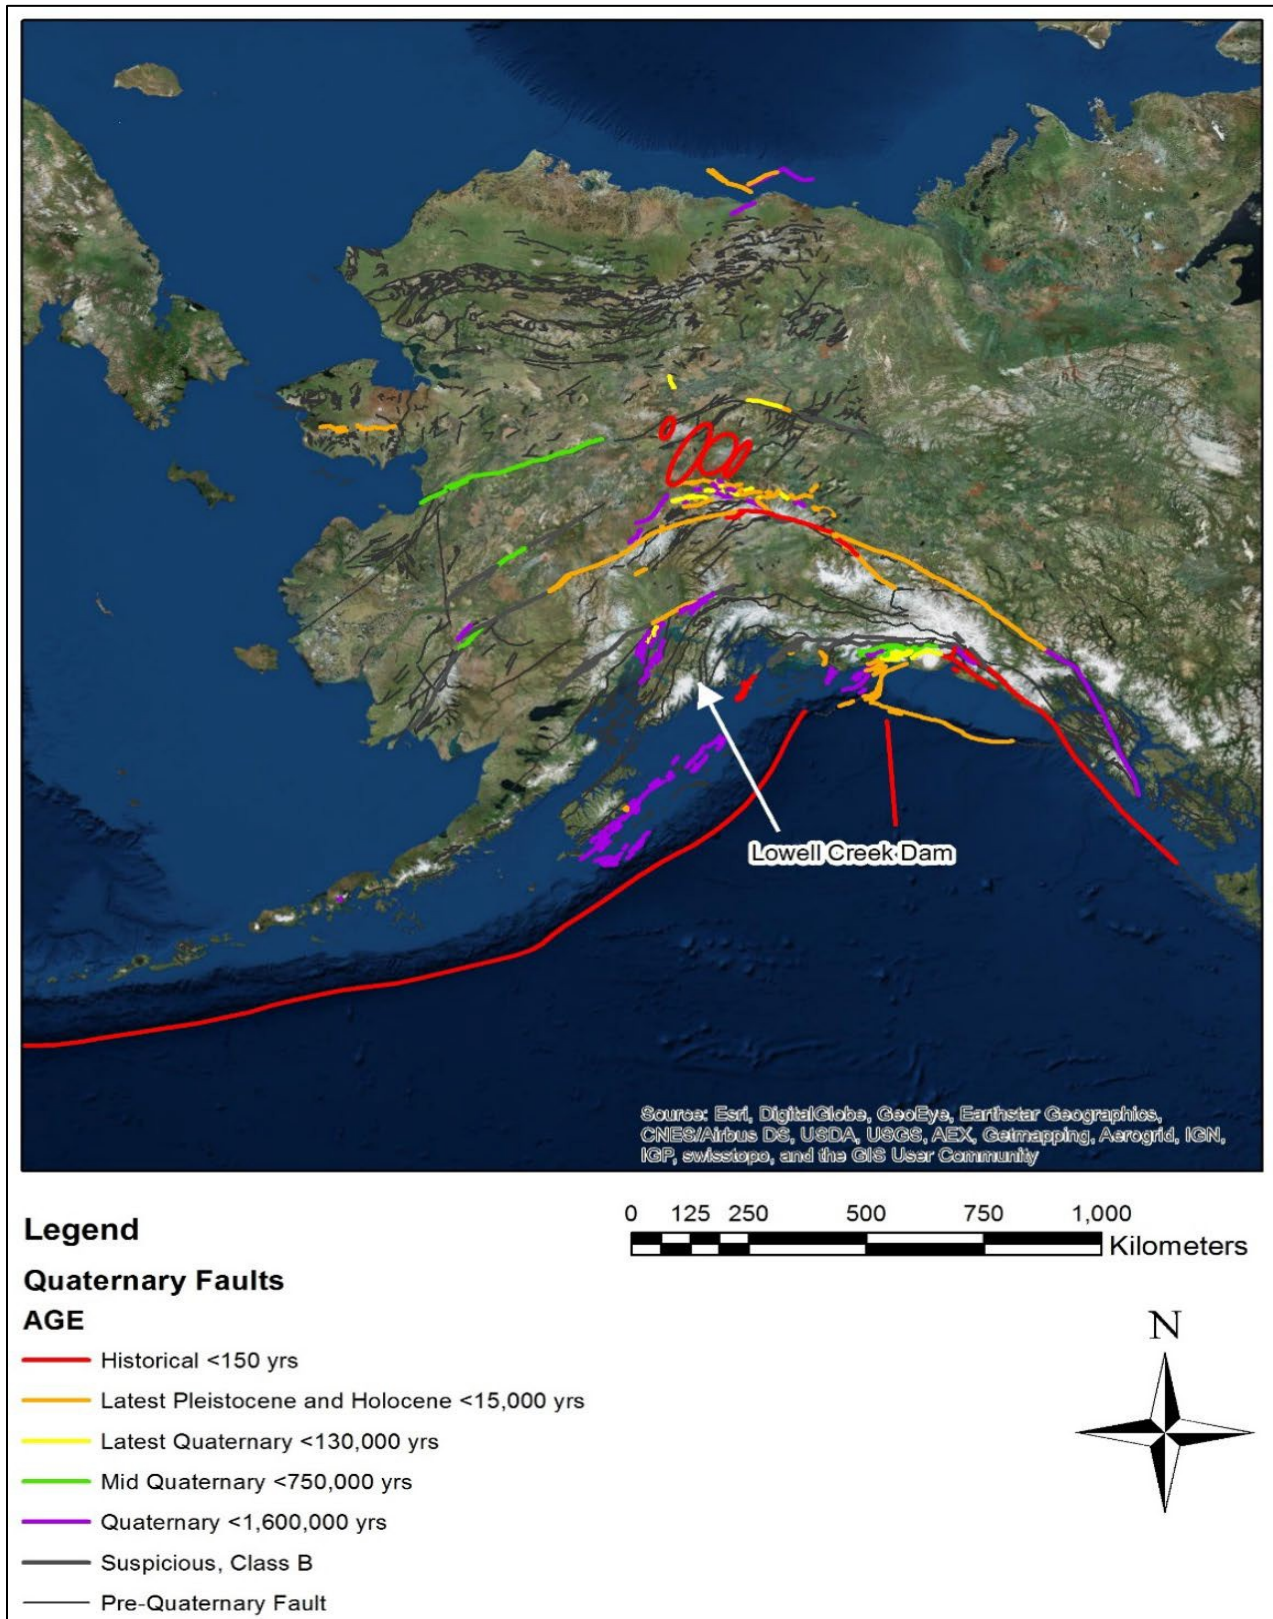 Lowell Creek Dam
Source: Esri, DigitalGlobe, GeoEye, Earthstar Geographics,
CNES/Airbus DS, USDA, USGS, AEX, Getmapping, Aerogrid, IGN,
IGP, swisstopo, and the GIS User Community
Legend
0 125 250 500 750 1,000
Kilometers
Quaternary Faults
AGE
N
Historical <150 yrs
Latest Pleistocene and Holocene <15,000 yrs
Latest Quaternary <130,000 yrs
Mid Quaternary <750,000 yrs
Quaternary <1,600,000 yrs
Suspicious, Class B
Pre-Quaternary Fault